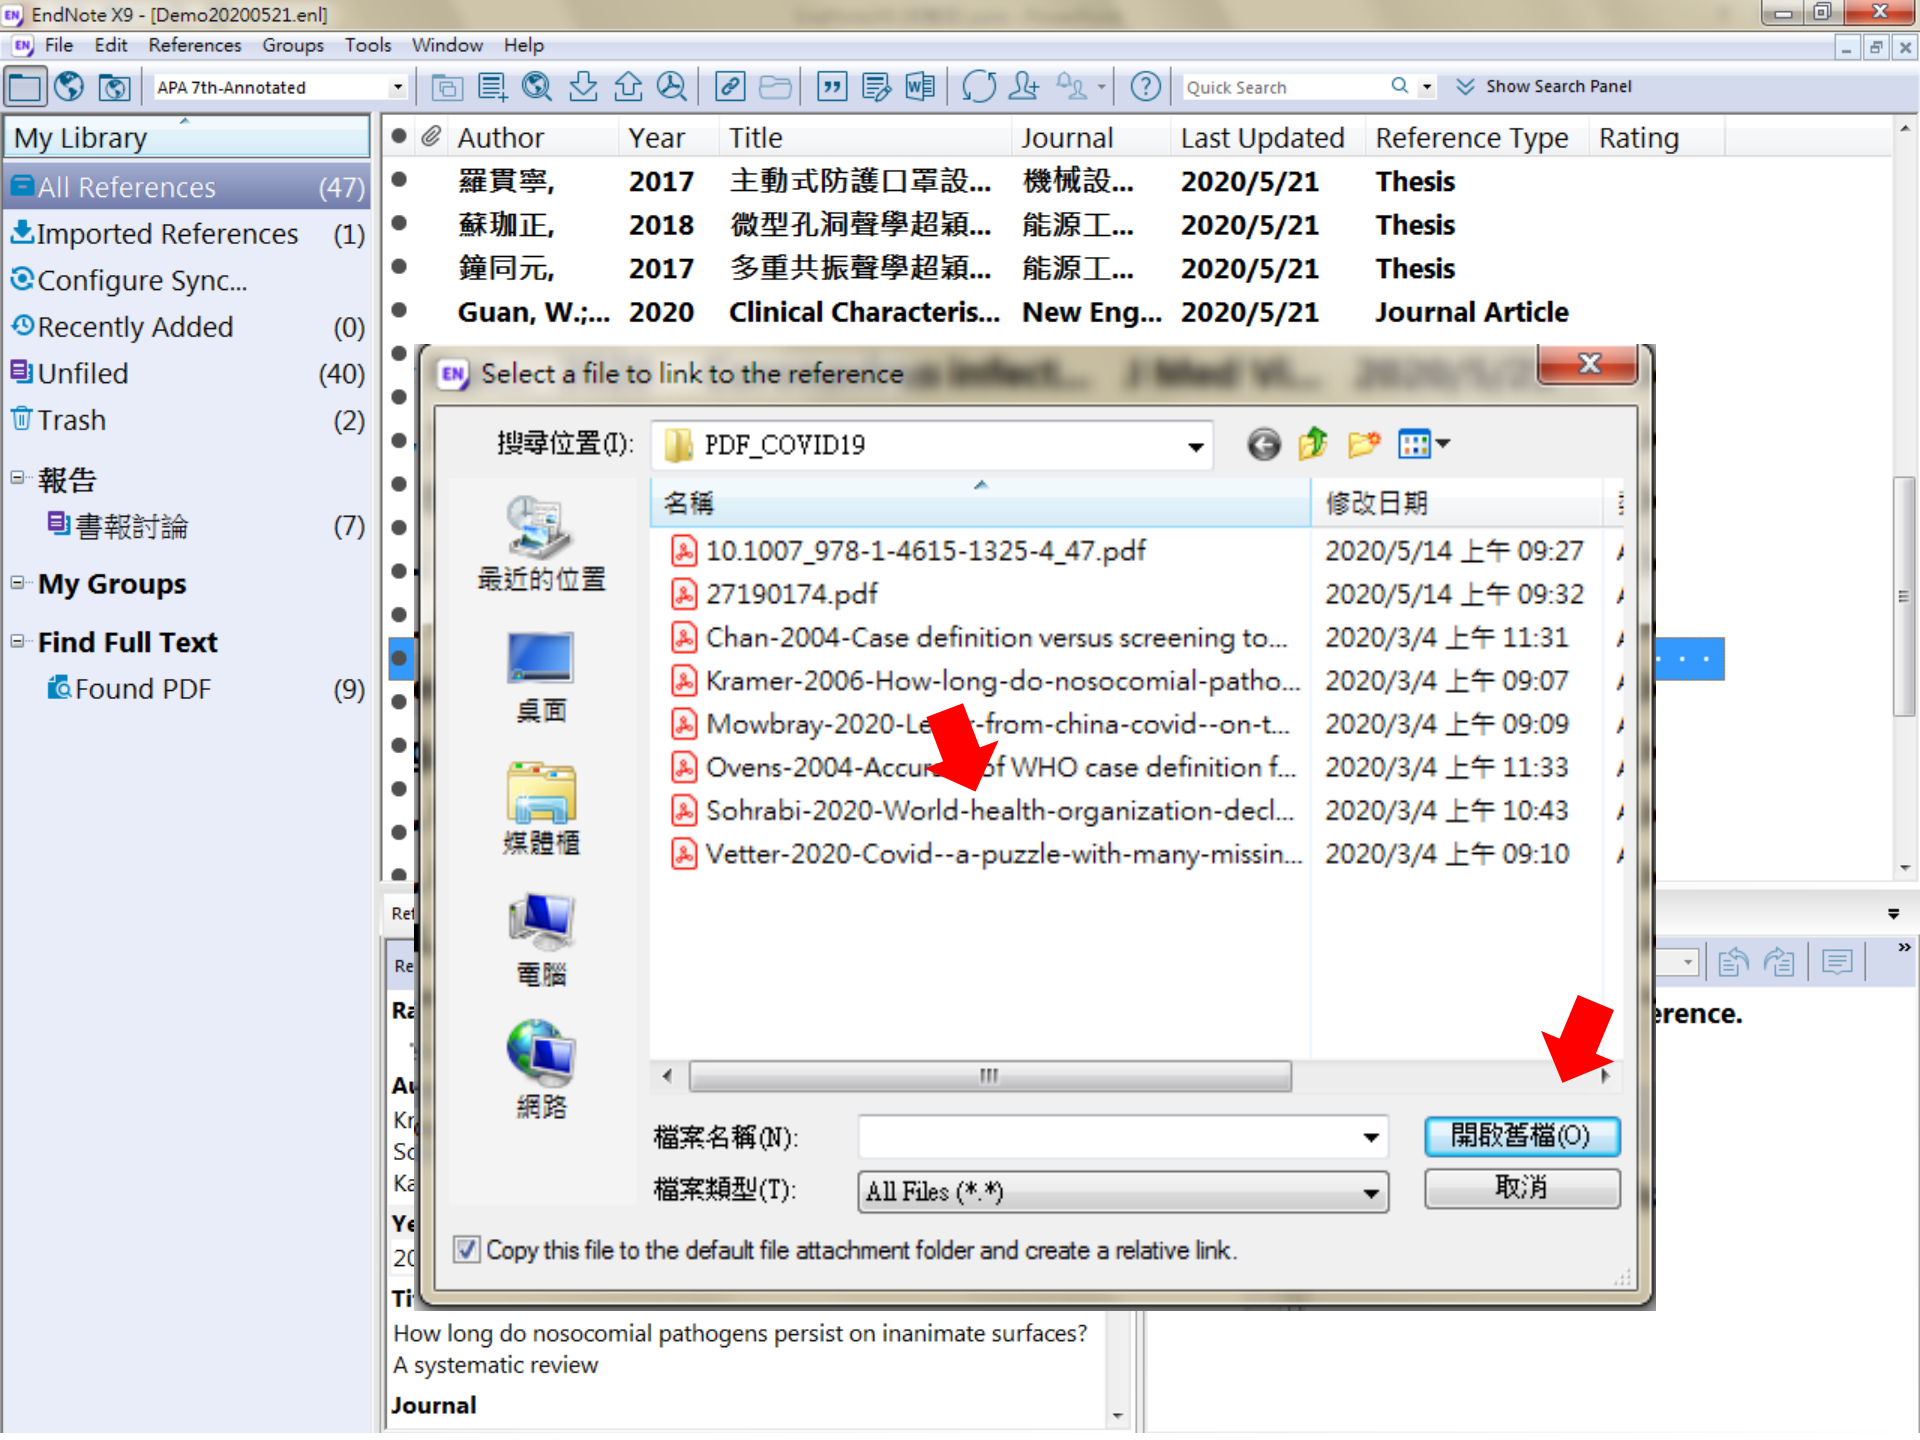 EndNote X9 - [Demo20200521.enl]
File Edit References Groups Tools Window Help
APA 7th-Annotated
Quick Search
Show Search Panel
My Library
All References (47)
Imported References (1)
Configure Sync...
Recently Added (0)
Unfiled (40)
Trash (2)
報告
書報討論 (7)
My Groups
Find Full Text
Found PDF (9)
Author Year Title Journal Last Updated Reference Type Rating
羅貫寧, 2017 主動式防護口罩設... 機械設... 2020/5/21 Thesis
蘇珈正, 2018 微型孔洞聲學超穎... 能源工... 2020/5/21 Thesis
鐘同元, 2017 多重共振聲學超穎... 能源工... 2020/5/21 Thesis
Guan, W.;... 2020 Clinical Characteris... New Eng... 2020/5/21 Journal Article
Select a file to link to the reference
搜尋位置(I): PDF_COVID19
名稱 修改日期
10.1007_978-1-4615-1325-4_47.pdf 2020/5/14 上午 09:27
27190174.pdf 2020/5/14 上午 09:32
Chan-2004-Case definition versus screening to... 2020/3/4 上午 11:31
Kramer-2006-How-long-do-nosocomial-patho... 2020/3/4 上午 09:07
Mowbray-2020-Le -from-china-covid--on-t... 2020/3/4 上午 09:09
Ovens-2004-Accur of WHO case definition f... 2020/3/4 上午 11:33
Sohrabi-2020-World-health-organization-decl... 2020/3/4 上午 10:43
Vetter-2020-Covid--a-puzzle-with-many-missin... 2020/3/4 上午 09:10
最近的位置
桌面
媒體櫃
電腦
網路
檔案名稱(N):
開啟舊檔(O)
檔案類型(T): All Files (*.*)
取消
Copy this file to the default file attachment folder and create a relative link.
Ref
Re
Ra
erence.
Au
Kr
Sc
Ka
Ye
20
Ti
How long do nosocomial pathogens persist on inanimate surfaces?
A systematic review
Journal